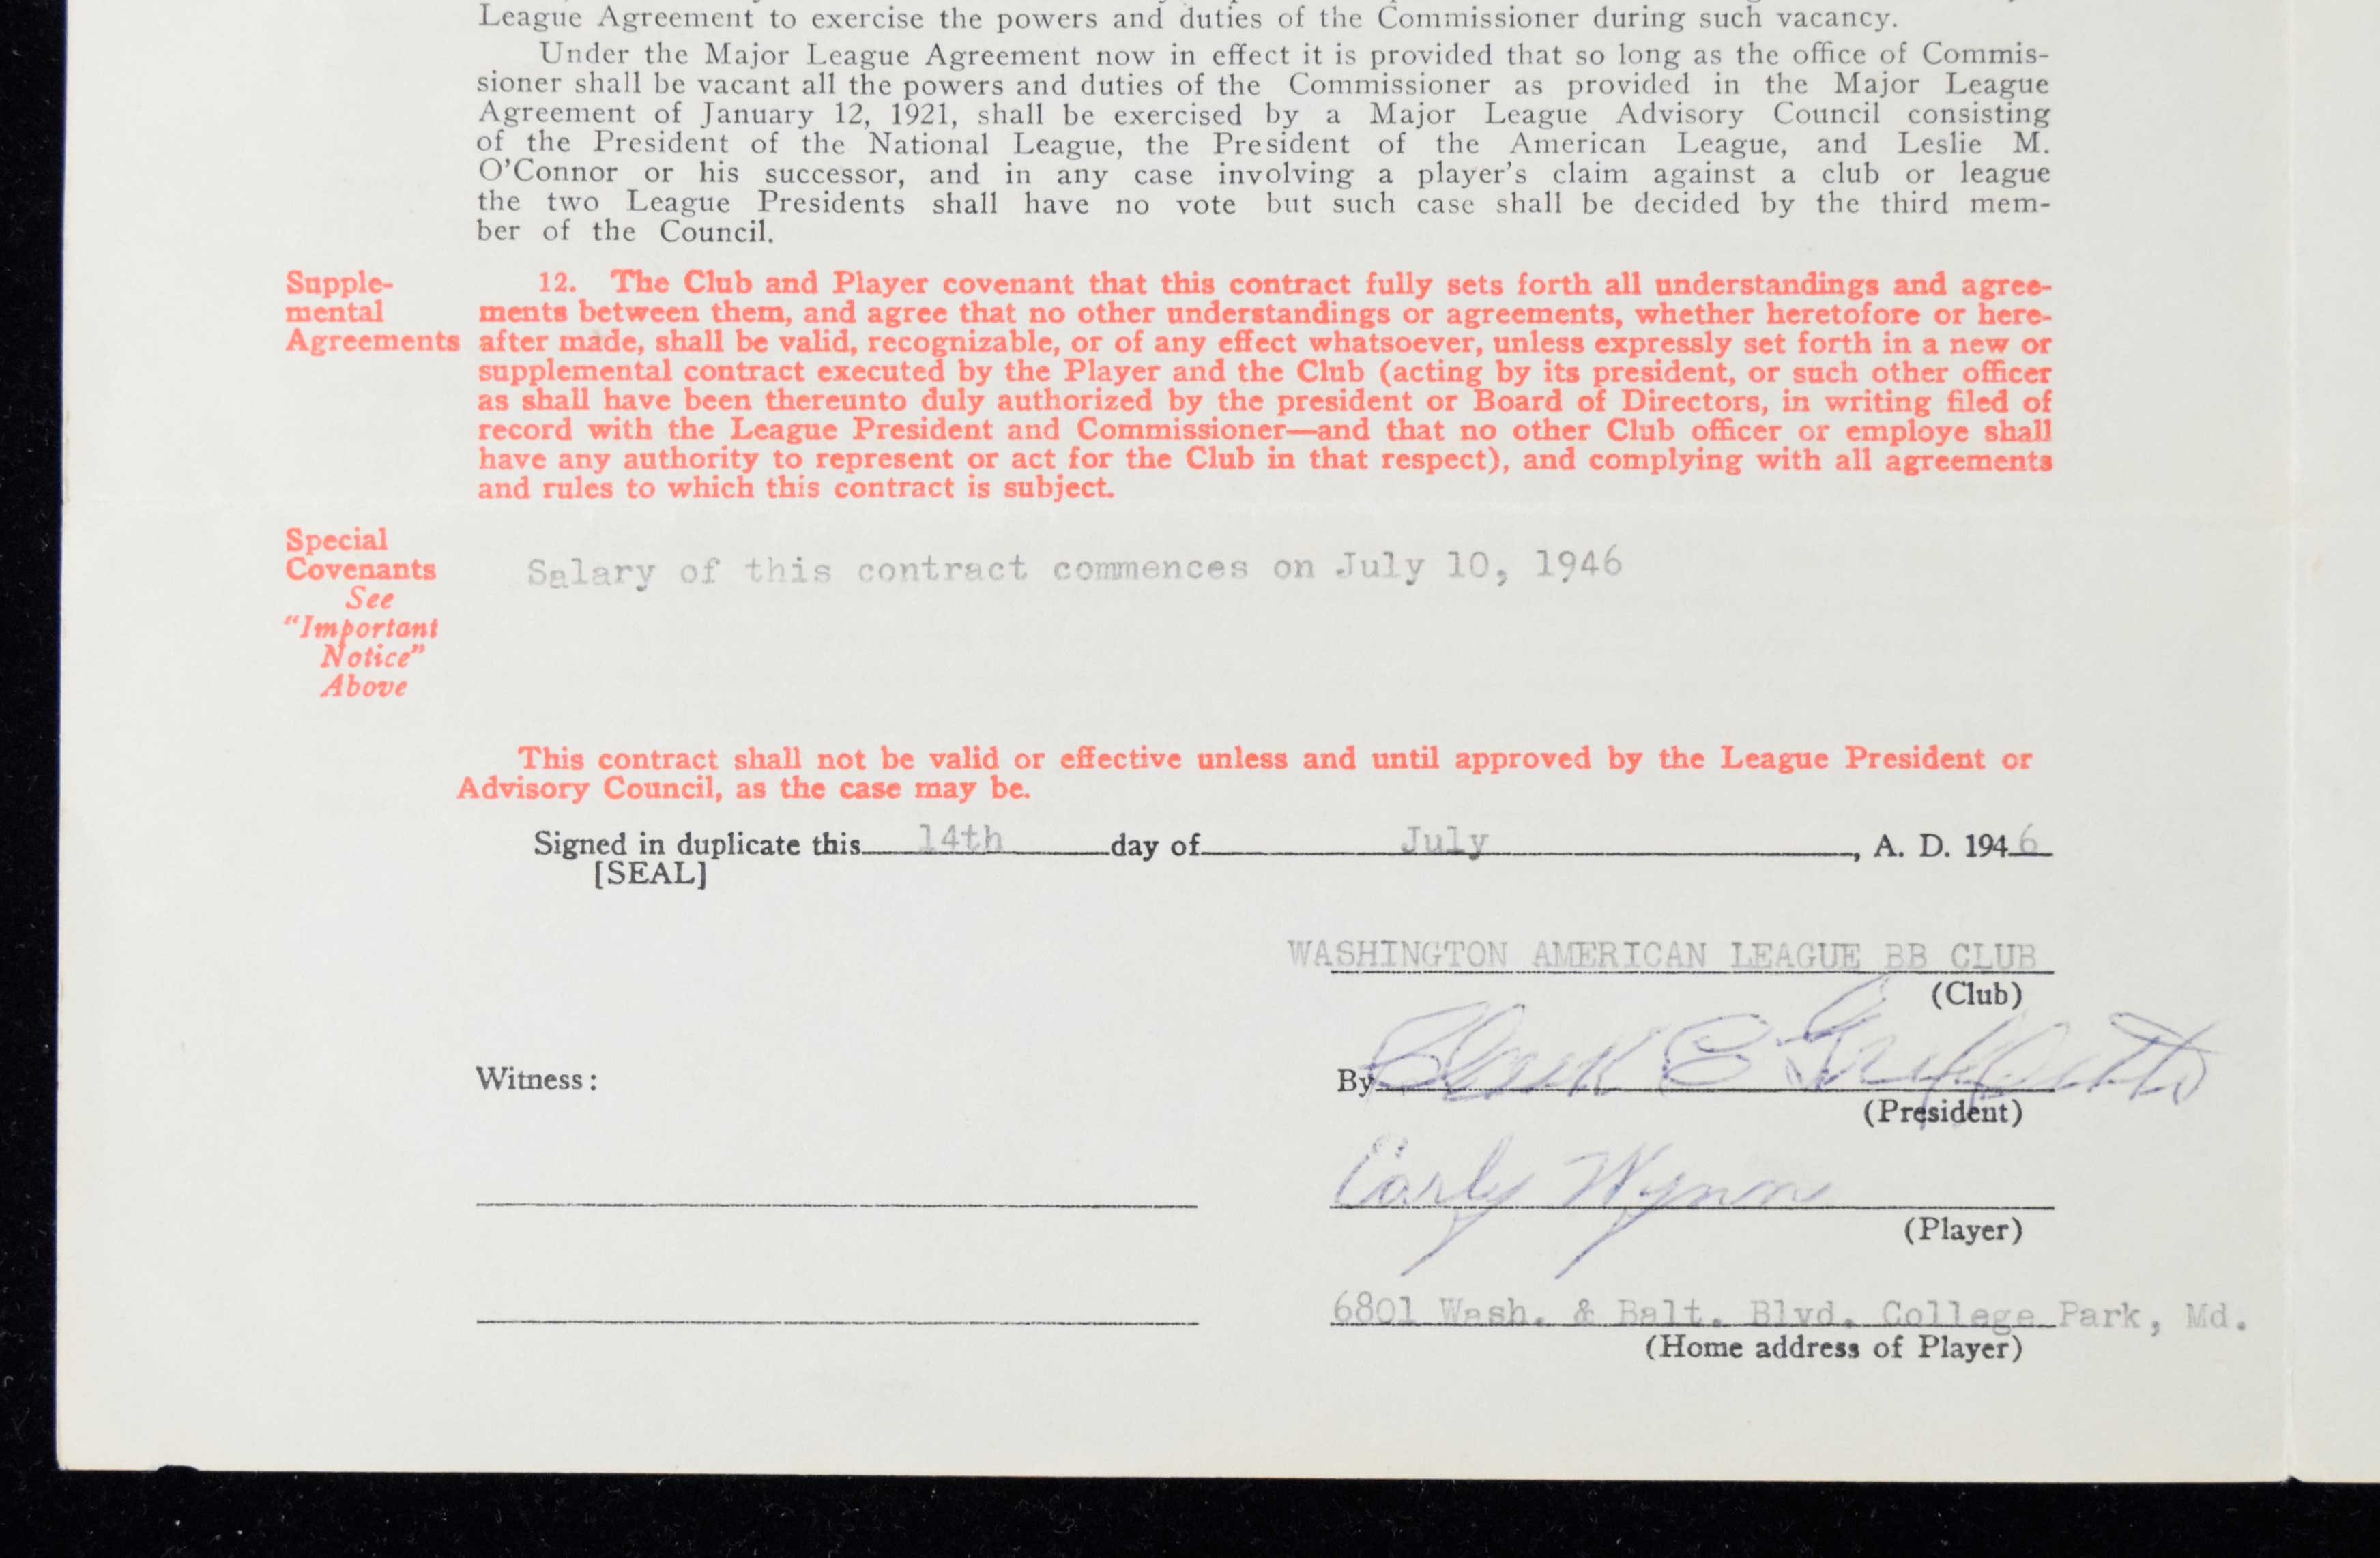 League Agreement to exercise the powers and duties of the Commissioner during such vacancy.
Under the Major League Agreement now in effect it is provided that so long as the office of Commis-
sioner shall be vacant all the powers and duties of the Commissioner as provided in the Major League
Agreement of January 12, 1921, shall be exercised by a Major League Advisory Council consisting
of the President of the National League, the President of the American League, and Leslie M.
O'Connor or his successor, and in any case involving a player's claim against a club or league
the two League Presidents shall have no vote but such case shall be decided by the third mem-
ber of the Council.
Supple-
mental
Agreements
12. The Club and Player covenant that this contract fully sets forth all understandings and agree-
ments between them, and agree that no other understandings or agreements, whether heretofore or here-
after made, shall be valid, recognizable, or of any effect whatsoever, unless expressly set forth in a new or
supplemental contract executed by the Player and the Club (acting by its president, or such other officer
as shall have been thereunto duly authorized by the president or Board of Directors, in writing filed of
record with the League President and Commissioner—and that no other Club officer or employe shall
have any authority to represent or act for the Club in that respect), and complying with all agreements
and rules to which this contract is subject.
Special
Covenants
See
"Important
Notice"
Above
Salary of this contract commences on July 10, 1946
This contract shall not be valid or effective unless and until approved by the League President or
Advisory Council, as the case may be.
Signed in duplicate this 14th day of July, A. D. 1946
[SEAL]
WASHINGTON AMERICAN LEAGUE BB CLUB
(Club)
Witness:
By Clark C Griffith
(President)
Early Wynn
(Player)
6801 Wash. & Balt. Blvd. College Park, Md.
(Home address of Player)